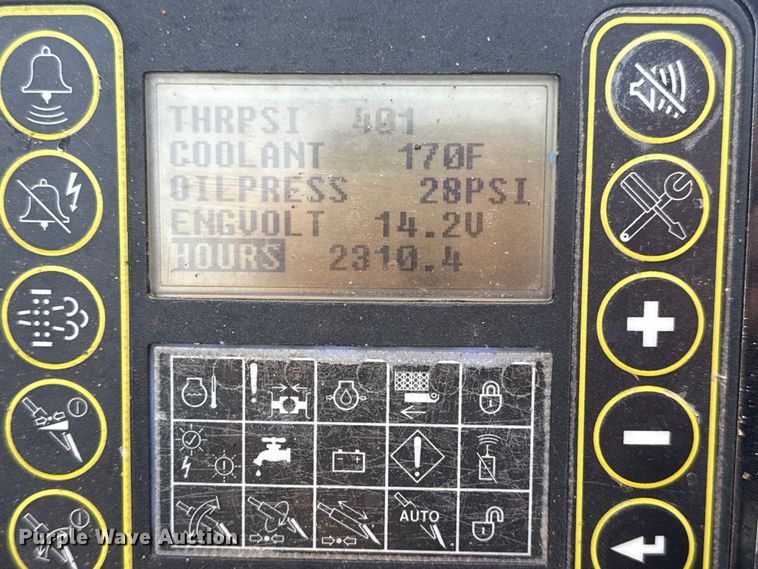 THRPSI 401
COOLANT 170F
OILPRESS 28PSI
ENGVOLT 14.2V
HOURS 2310.4
AUTO
Purple Wave Auction